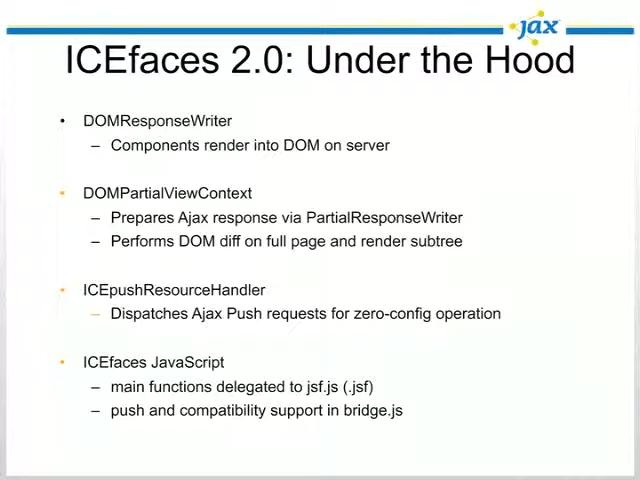 jax
ICEfaces 2.0: Under the Hood
• DOMResponseWriter
– Components render into DOM on server
• DOMPartialViewContext
– Prepares Ajax response via PartialResponseWriter
– Performs DOM diff on full page and render subtree
• ICEpushResourceHandler
– Dispatches Ajax Push requests for zero-config operation
• ICEfaces JavaScript
– main functions delegated to jsf.js (.jsf)
– push and compatibility support in bridge.js